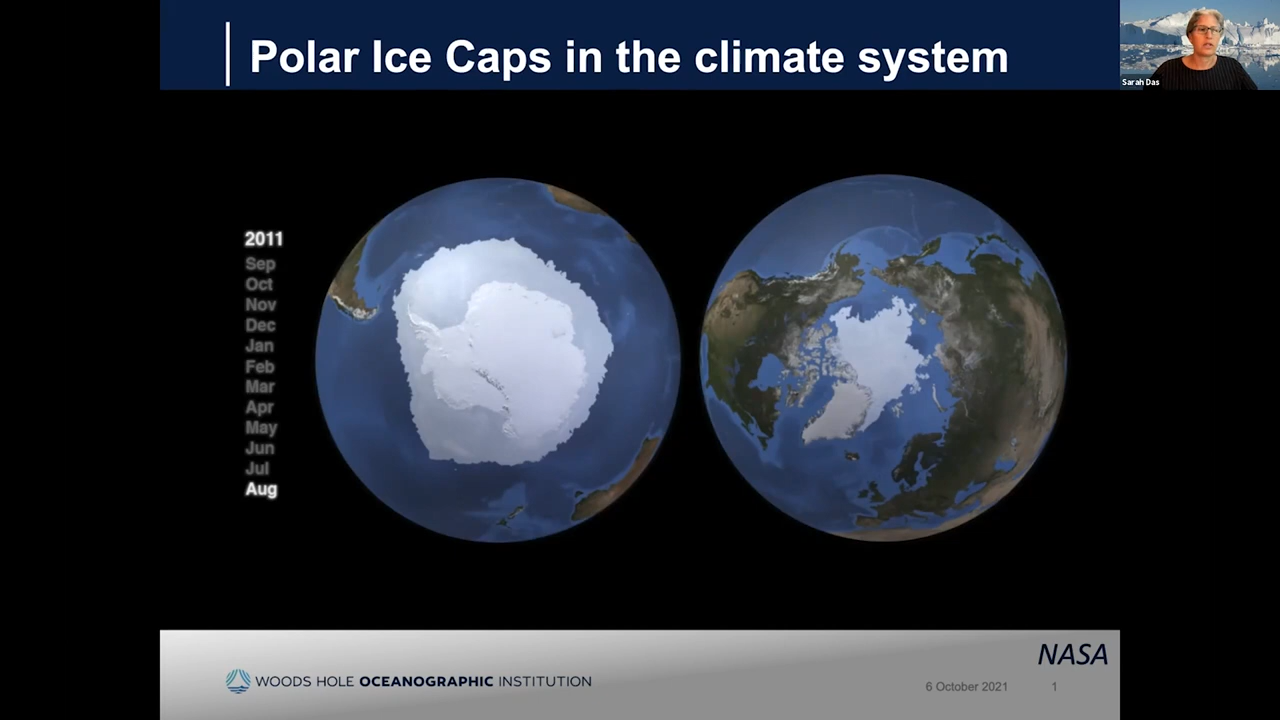 Polar Ice Caps in the climate system
Sarah Das
2011
Sep
Oct
Nov
Dec
Jan
Feb
Mar
Apr
May
Jun
Jul
Aug
NASA
WOODS HOLE OCEANOGRAPHIC INSTITUTION
6 October 2021
1